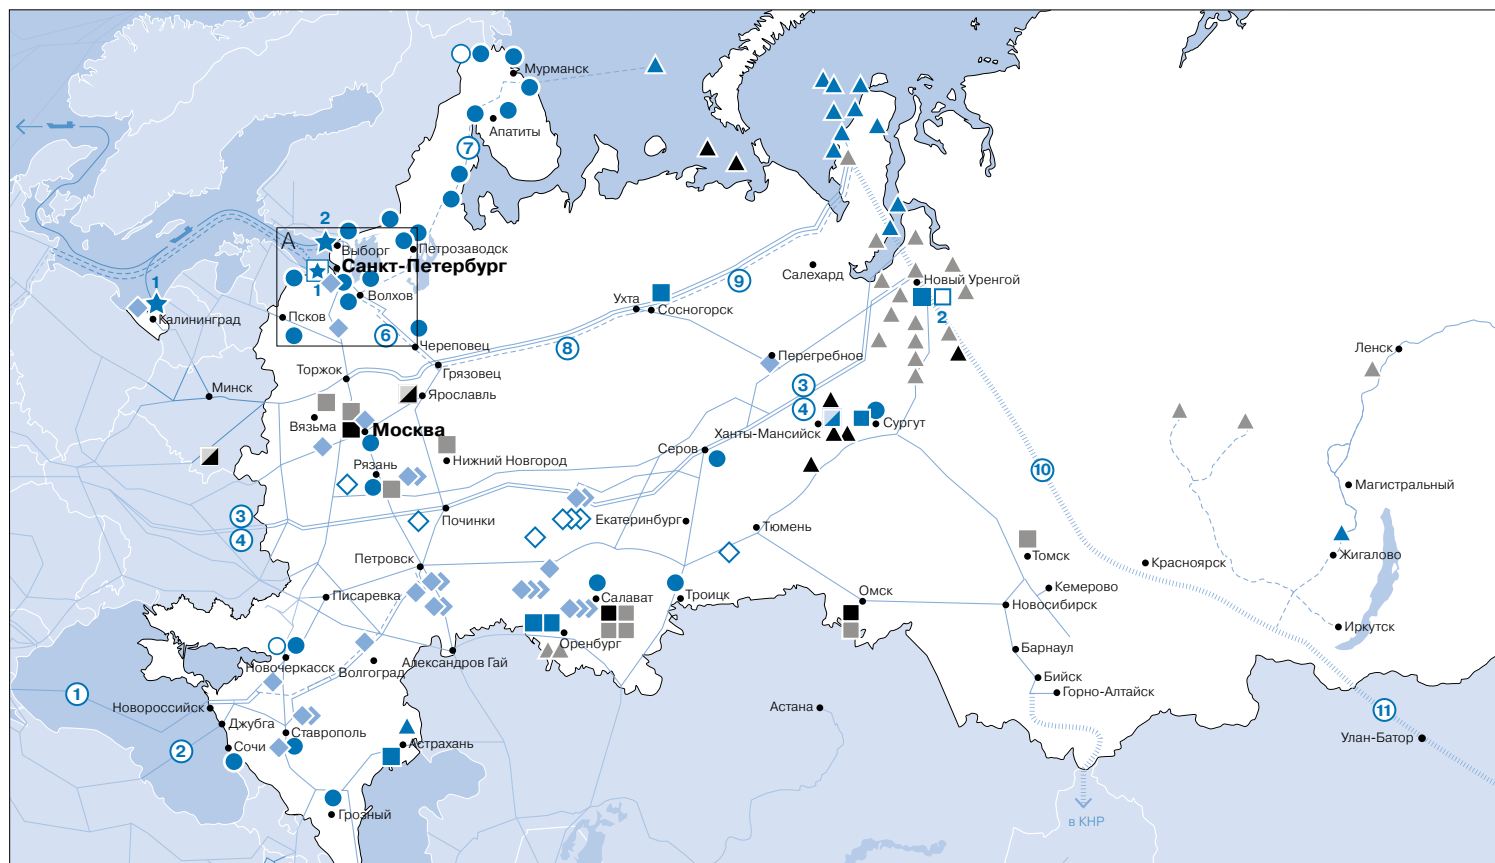 Мурманск
Апатиты
7
2
А
Выборг
Петрозаводск
Санкт-Петербург
1
1
Волхов
Калининград
Псков
6
Череповец
Салехард
9
Новый Уренгой
2
Ухта
Сосногорск
8
Перегребное
Ленск
Грязовец
Торжок
Минск
Ярославль
3
4
Вязьма
Москва
Ханты-Мансийск
Сургут
Серов
Нижний Новгород
Рязань
10
Магистральный
3
4
Починки
Екатеринбург
Тюмень
Томск
Красноярск
Жигалово
Петровск
Кемерово
Писаревка
Салават
Троицк
Омск
Новосибирск
Иркутск
Оренбург
Барнаул
Новочеркасск
Волгоград
Александров Гай
Бийск
Горно-Алтайск
1
Новороссийск
Астана
11
Джубга
Ставрополь
Улан-Батор
2
Сочи
Астрахань
Грозный
в КНР